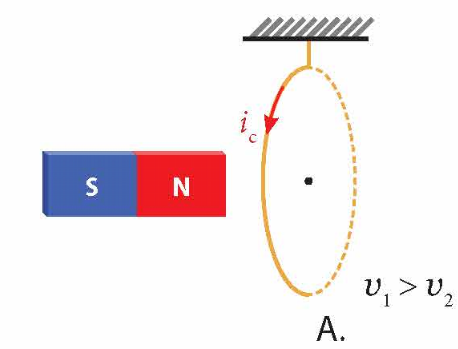 i_c
S N
v_1 > v_2
A.